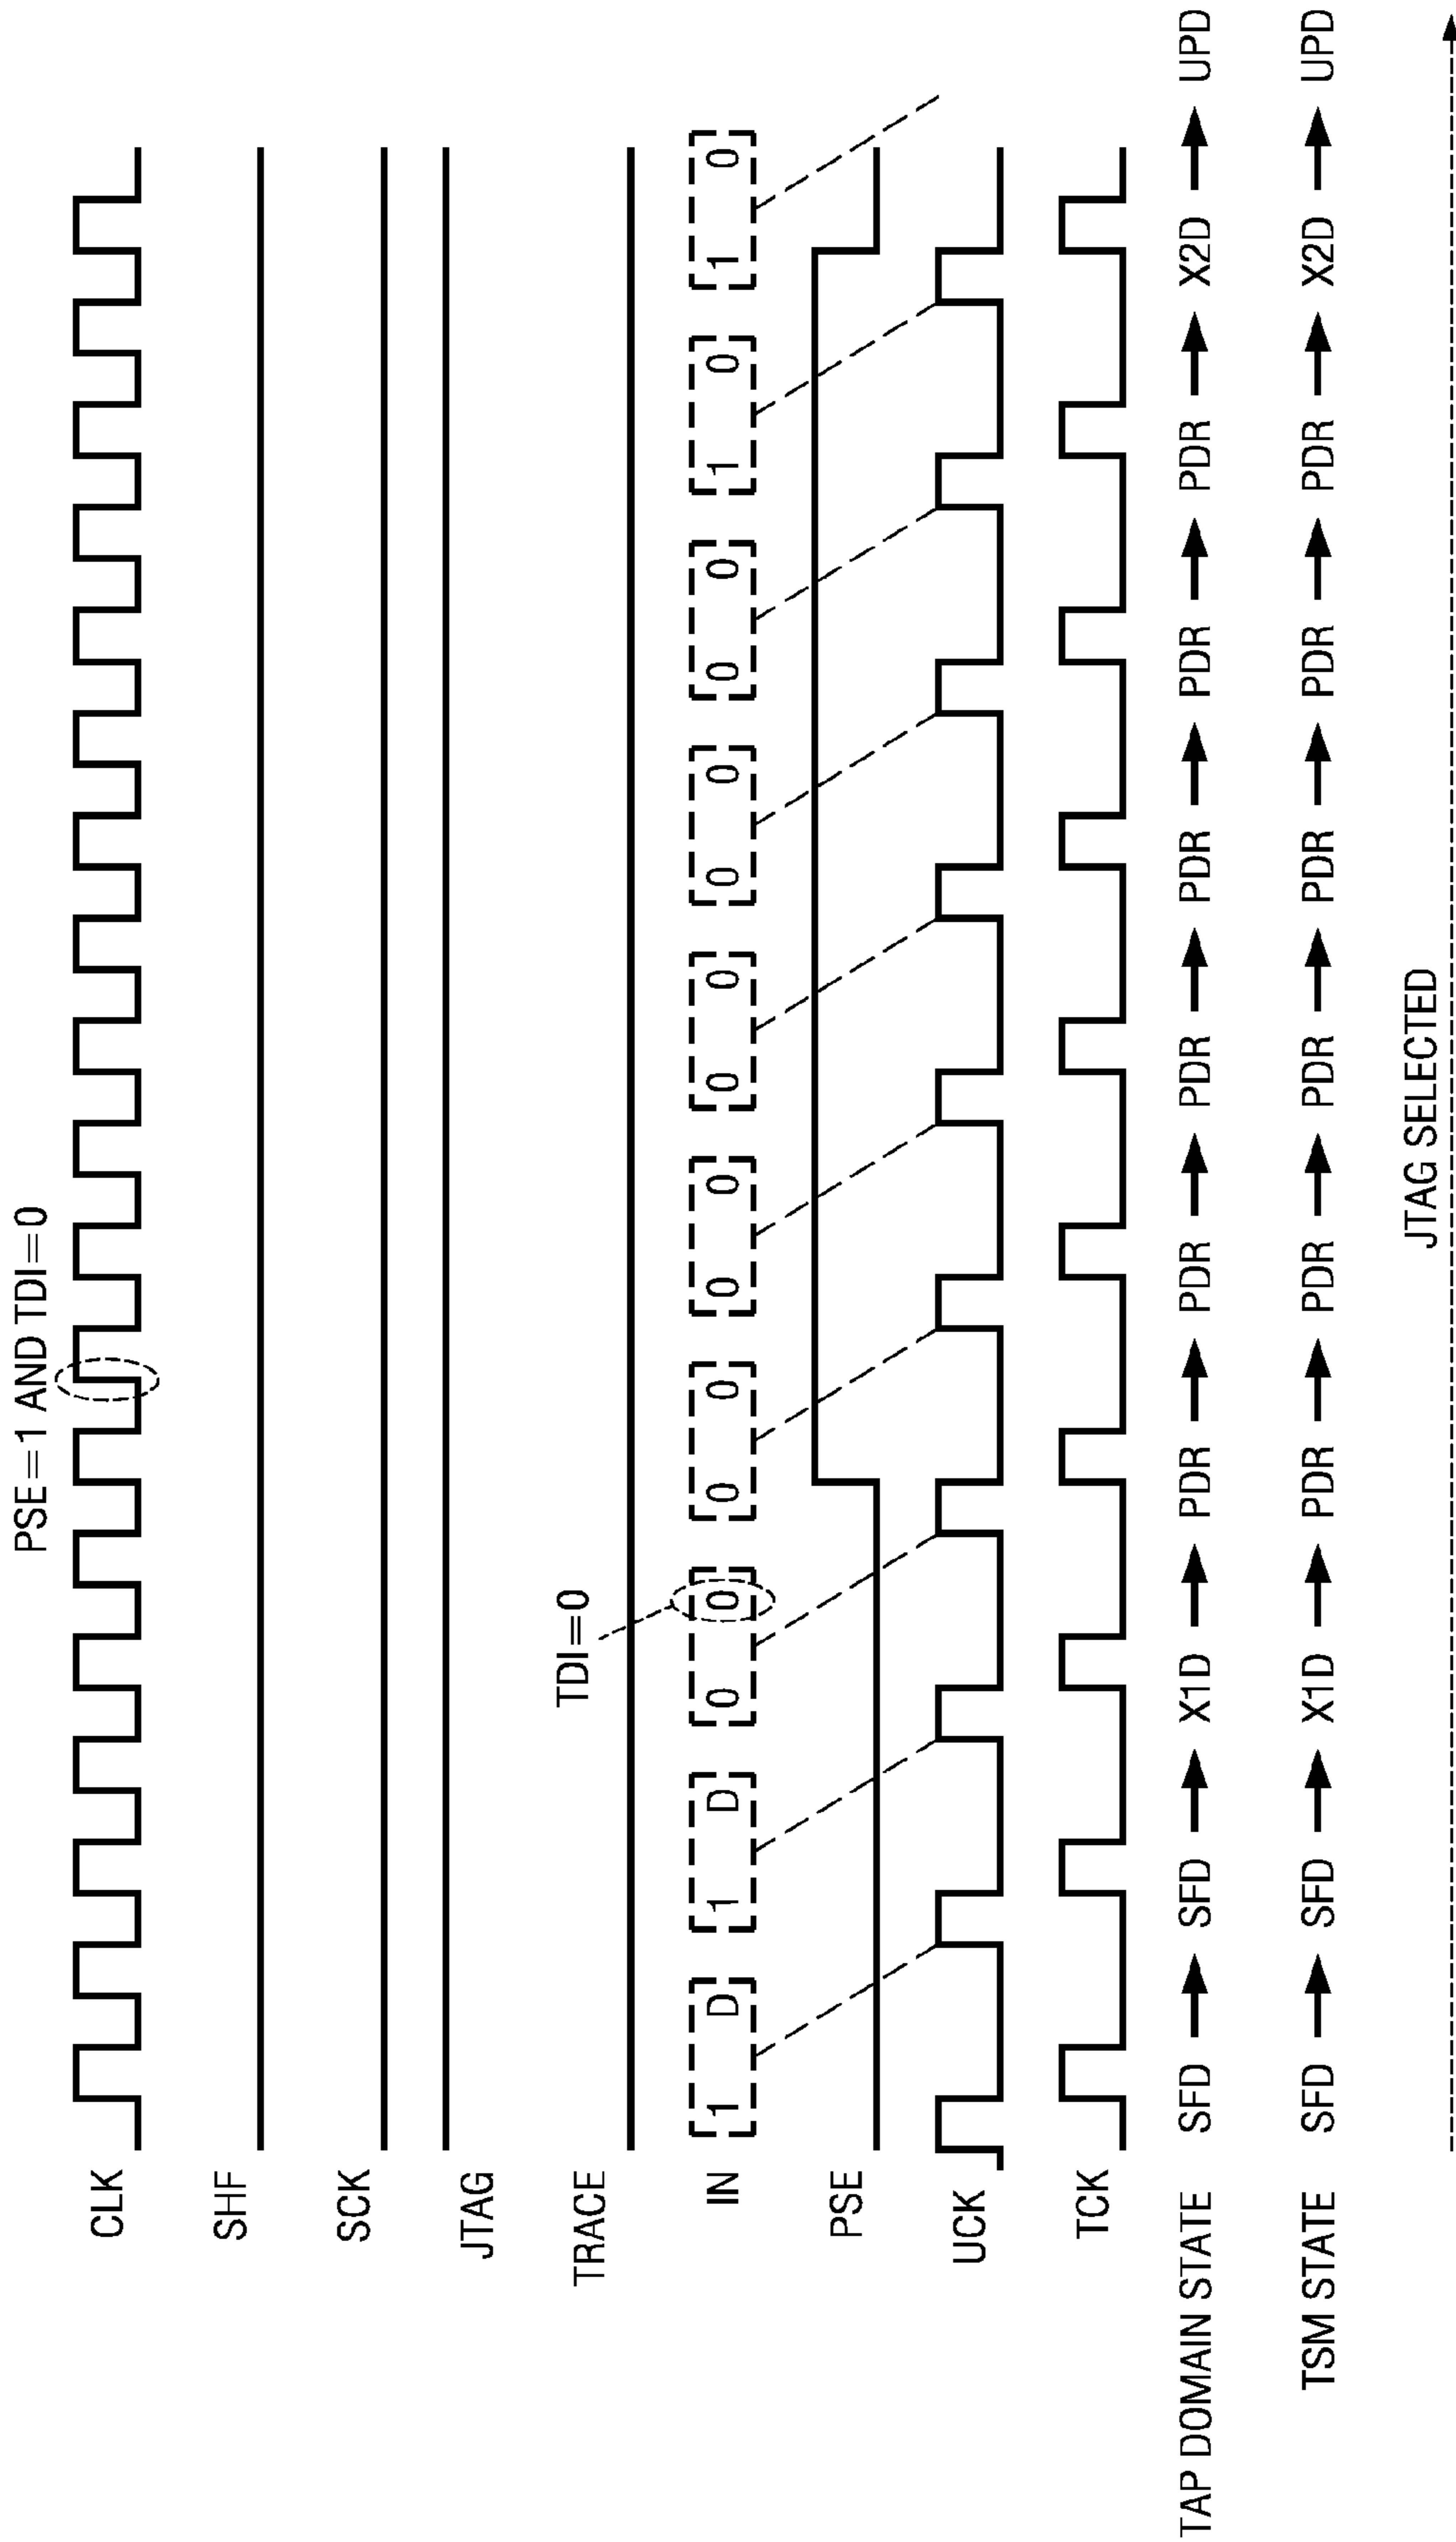 PSE=1 AND TDI=0
CLK
SHF
SCK
JTAG
TRACE
TDI=0
IN 1 D 1 D 0 0 0 0 0 0 0 0 0 0 0 0 1 0 1 0
PSE
UCK
TCK
TAP DOMAIN STATE SFD SFD X1D PDR PDR PDR PDR PDR PDR X2D UPD
TSM STATE SFD SFD X1D PDR PDR PDR PDR PDR PDR X2D UPD
JTAG SELECTED